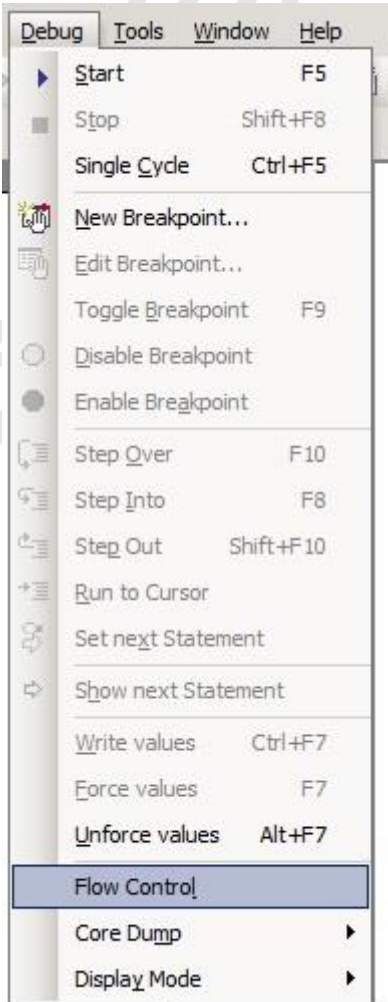 Debug Tools Window Help
Start F5
Stop Shift+F8
Single Cycle Ctrl+F5
New Breakpoint...
Edit Breakpoint...
Toggle Breakpoint F9
Disable Breakpoint
Enable Breakpoint
Step Over F10
Step Into F8
Step Out Shift+F10
Run to Cursor
Set next Statement
Show next Statement
Write values Ctrl+F7
Force values F7
Unforce values Alt+F7
Flow Control
Core Dump
Display Mode